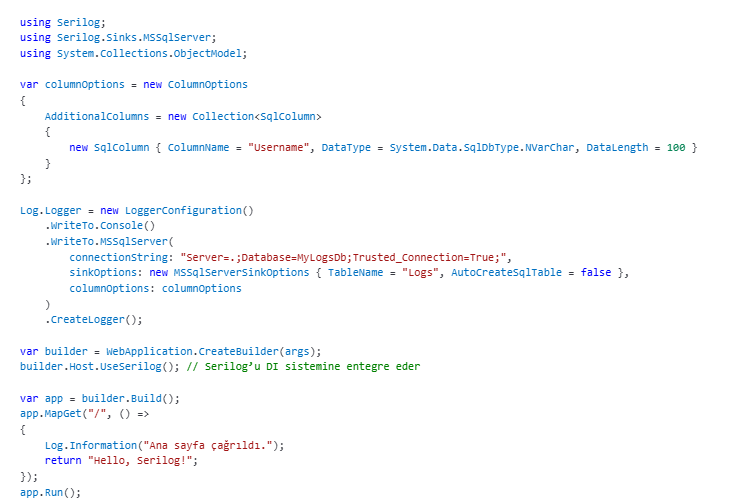 using Serilog;
using Serilog.Sinks.MSSqlServer;
using System.Collections.ObjectModel;

var columnOptions = new ColumnOptions
{
    AdditionalColumns = new Collection<SqlColumn>
    {
        new SqlColumn { ColumnName = "Username", DataType = System.Data.SqlDbType.NVarChar, DataLength = 100 }
    }
};

Log.Logger = new LoggerConfiguration()
    .WriteTo.Console()
    .WriteTo.MSSqlServer(
        connectionString: "Server=.;Database=MyLogsDb;Trusted_Connection=True;",
        sinkOptions: new MSSqlServerSinkOptions { TableName = "Logs", AutoCreateSqlTable = false },
        columnOptions: columnOptions
    )
    .CreateLogger();

var builder = WebApplication.CreateBuilder(args);
builder.Host.UseSerilog(); // Serilog’u DI sistemine entegre eder

var app = builder.Build();
app.MapGet("/", () =>
{
    Log.Information("Ana sayfa çağrıldı.");
    return "Hello, Serilog!";
});
app.Run();